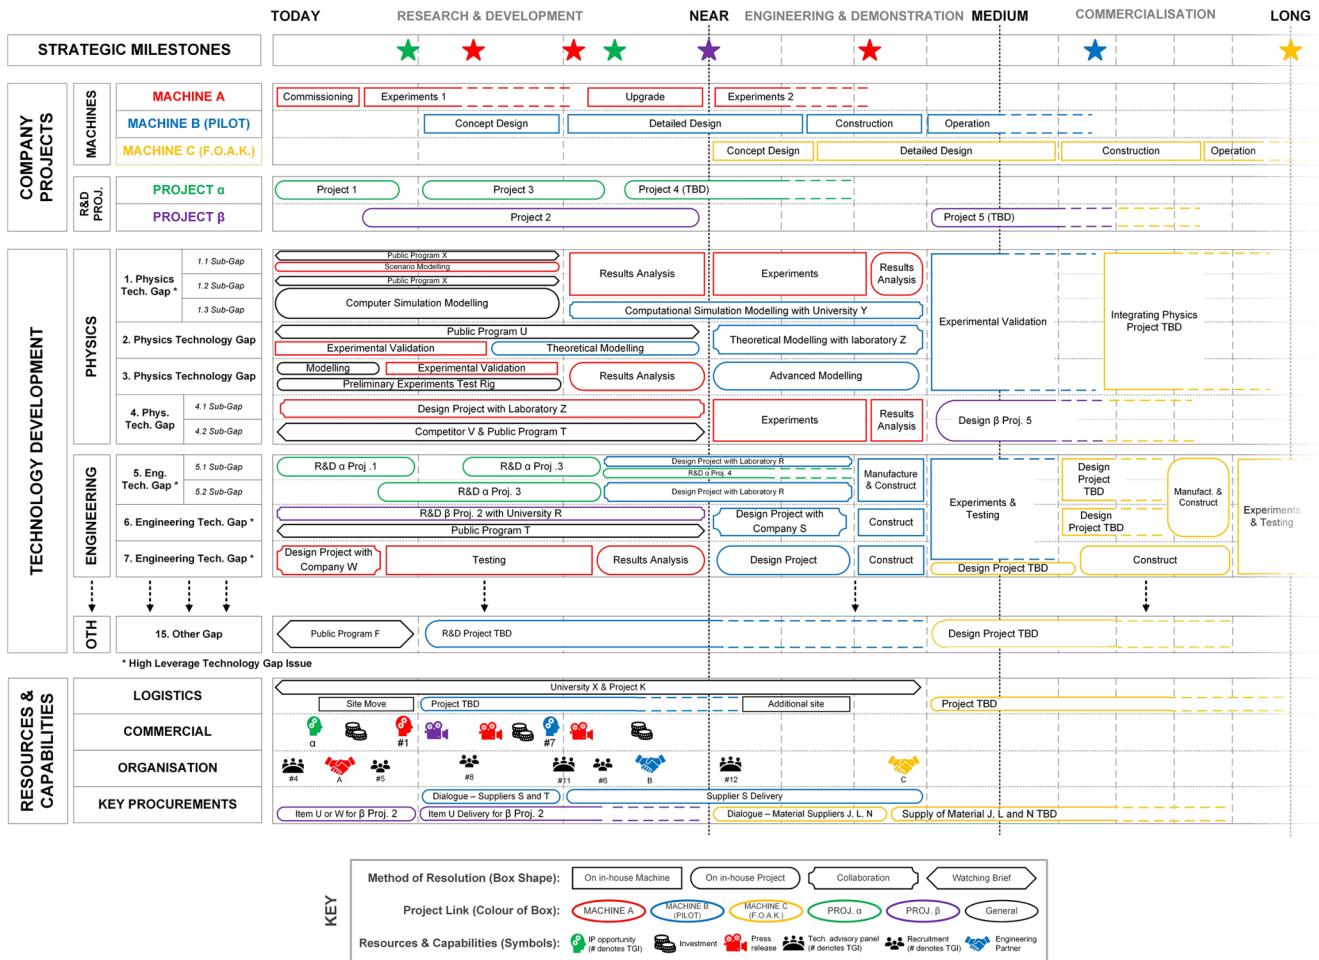 TODAY RESEARCH & DEVELOPMENT NEAR ENGINEERING & DEMONSTRATION MEDIUM COMMERCIALISATION LONG
STRATEGIC MILESTONES
COMPANY PROJECTS
MACHINES
MACHINE A
Commissioning Experiments 1 Upgrade Experiments 2
MACHINE B (PILOT)
Concept Design Detailed Design Construction Operation
MACHINE C (F.O.A.K.)
Concept Design Detailed Design Construction Operation
R&D PROJ.
PROJECT α
Project 1 Project 3 Project 4 (TBD)
PROJECT β
Project 2 Project 5 (TBD)
TECHNOLOGY DEVELOPMENT
PHYSICS
1. Physics Tech. Gap *
1.1 Sub-Gap
1.2 Sub-Gap
1.3 Sub-Gap
Public Program X
Scenario Modelling
Public Program X
Computer Simulation Modelling
Results Analysis
Experiments
Results Analysis
Computational Simulation Modelling with University Y
Experimental Validation
Integrating Physics Project TBD
2. Physics Technology Gap
Public Program U
Experimental Validation Theoretical Modelling
Theoretical Modelling with laboratory Z
3. Physics Technology Gap
Modelling Experimental Validation
Preliminary Experiments Test Rig
Results Analysis
Advanced Modelling
4. Phys. Tech. Gap
4.1 Sub-Gap
4.2 Sub-Gap
Design Project with Laboratory Z
Competitor V & Public Program T
Experiments
Results Analysis
Design β Proj. 5
ENGINEERING
5. Eng. Tech. Gap *
5.1 Sub-Gap
5.2 Sub-Gap
R&D α Proj .1 R&D α Proj .3
Design Project with Laboratory R
R&D α Proj. 4
R&D α Proj. 3
Design Project with Laboratory R
Manufacture & Construct
Experiments & Testing
Design Project TBD
Manufact. & Construct
Experiments & Testing
6. Engineering Tech. Gap *
R&D β Proj. 2 with University R
Public Program T
Design Project with Company S
Construct
Design Project TBD
7. Engineering Tech. Gap *
Design Project with Company W
Testing
Results Analysis
Design Project
Construct
Design Project TBD
Construct
OTH
15. Other Gap
Public Program F R&D Project TBD Design Project TBD
* High Leverage Technology Gap Issue
RESOURCES & CAPABILITIES
LOGISTICS
University X & Project K
Site Move Project TBD Additional site Project TBD
COMMERCIAL
α #1 #7
ORGANISATION
#4 A #5 #8 #11 #6 B #12 C
KEY PROCUREMENTS
Dialogue – Suppliers S and T Supplier S Delivery
Item U or W for β Proj. 2 Item U Delivery for β Proj. 2 Dialogue – Material Suppliers J, L, N Supply of Material J, L and N TBD
KEY
Method of Resolution (Box Shape): On in-house Machine On in-house Project Collaboration Watching Brief
Project Link (Colour of Box): MACHINE A MACHINE B (PILOT) MACHINE C (F.O.A.K.) PROJ. α PROJ. β General
Resources & Capabilities (Symbols): IP opportunity (# denotes TGI) Investment Press release Tech. advisory panel (# denotes TGI) Recruitment (# denotes TGI) Engineering Partner